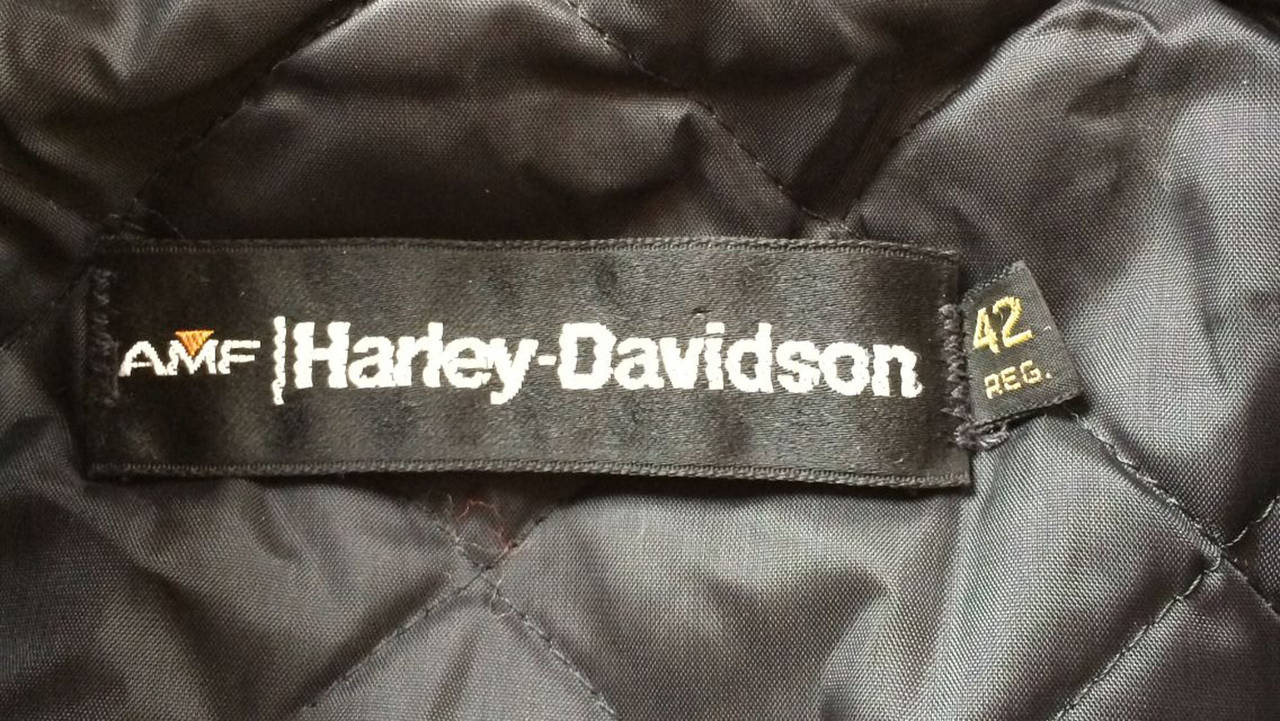 AMF | Harley-Davidson
42
REG.